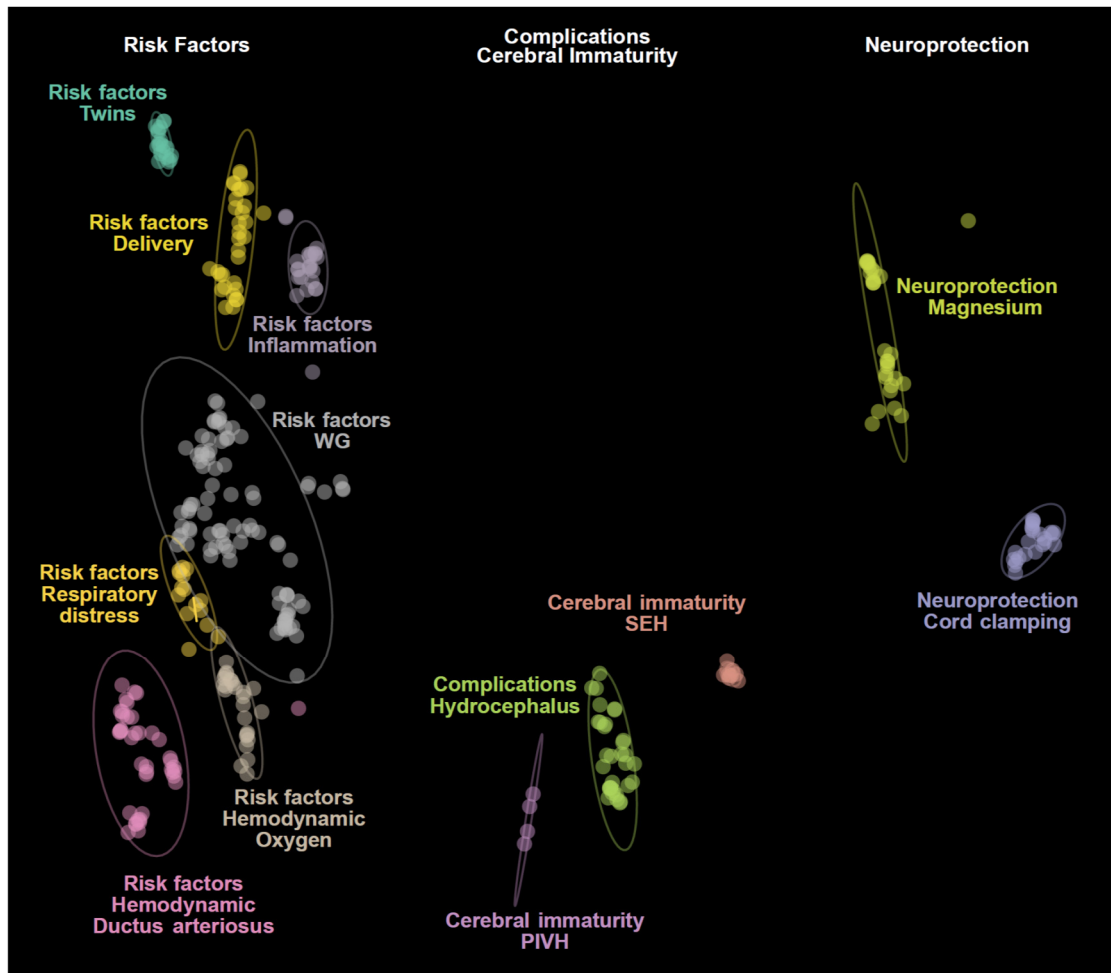 Risk Factors
Complications
Cerebral Immaturity
Neuroprotection
Risk factors
Twins
Risk factors
Delivery
Risk factors
Inflammation
Neuroprotection
Magnesium
Risk factors
WG
Risk factors
Respiratory
distress
Cerebral immaturity
SEH
Neuroprotection
Cord clamping
Complications
Hydrocephalus
Risk factors
Hemodynamic
Oxygen
Risk factors
Hemodynamic
Ductus arteriosus
Cerebral immaturity
PIVH